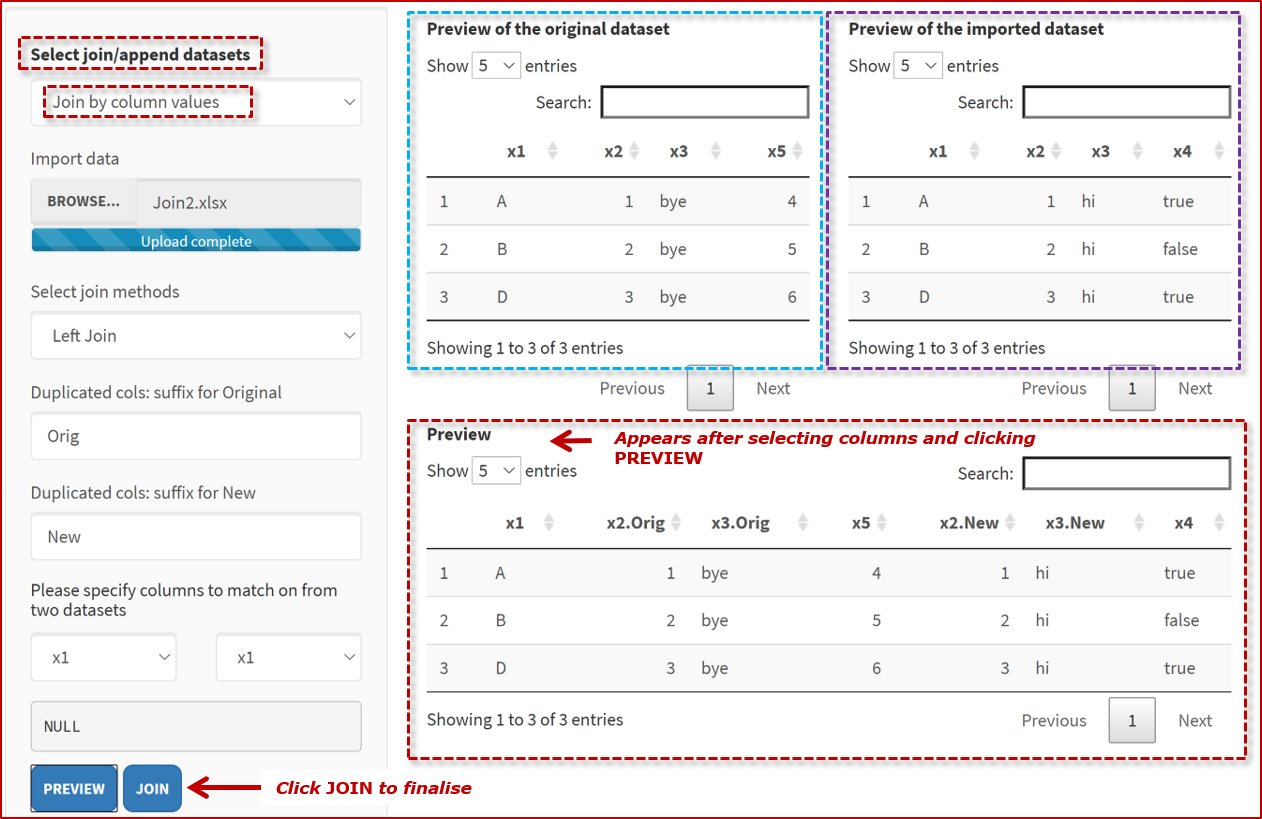 Select join/append datasets
Join by column values
Import data
BROWSE... Join2.xlsx
Upload complete
Select join methods
Left Join
Duplicated cols: suffix for Original
Orig
Duplicated cols: suffix for New
New
Please specify columns to match on from
two datasets
x1 x1
NULL
PREVIEW JOIN
Click JOIN to finalise
Preview of the original dataset
Show 5 entries
Search:
x1 x2 x3 x5
1 A 1 bye 4
2 B 2 bye 5
3 D 3 bye 6
Showing 1 to 3 of 3 entries
Previous 1 Next
Preview of the imported dataset
Show 5 entries
Search:
x1 x2 x3 x4
1 A 1 hi true
2 B 2 hi false
3 D 3 hi true
Showing 1 to 3 of 3 entries
Previous 1 Next
Preview
Appears after selecting columns and clicking
PREVIEW
Show 5 entries
Search:
x1 x2.Orig x3.Orig x5 x2.New x3.New x4
1 A 1 bye 4 1 hi true
2 B 2 bye 5 2 hi false
3 D 3 bye 6 3 hi true
Showing 1 to 3 of 3 entries
Previous 1 Next